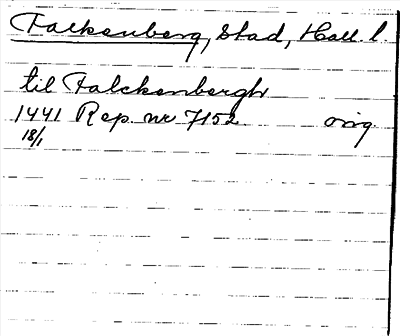 Falkenberg, stad, Hall. l.
til Falckenbergh
1441 Rep. nr 7152 orig.
18/1